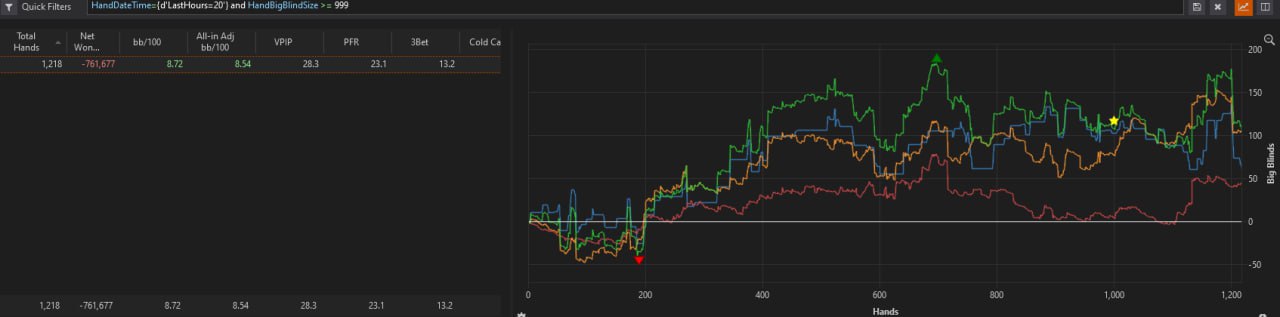 Quick Filters HandDateTime={d'LastHours=20'} and HandBigBlindSize >= 999
Total Hands Net Won... bb/100 All-in Adj bb/100 VPIP PFR 3Bet Cold Ca
1,218 -761,677 8.72 8.54 28.3 23.1 13.2
1,218 -761,677 8.72 8.54 28.3 23.1 13.2
200
150
100
50
0
-50
Big Blinds
0 200 400 600 800 1,000 1,200
Hands